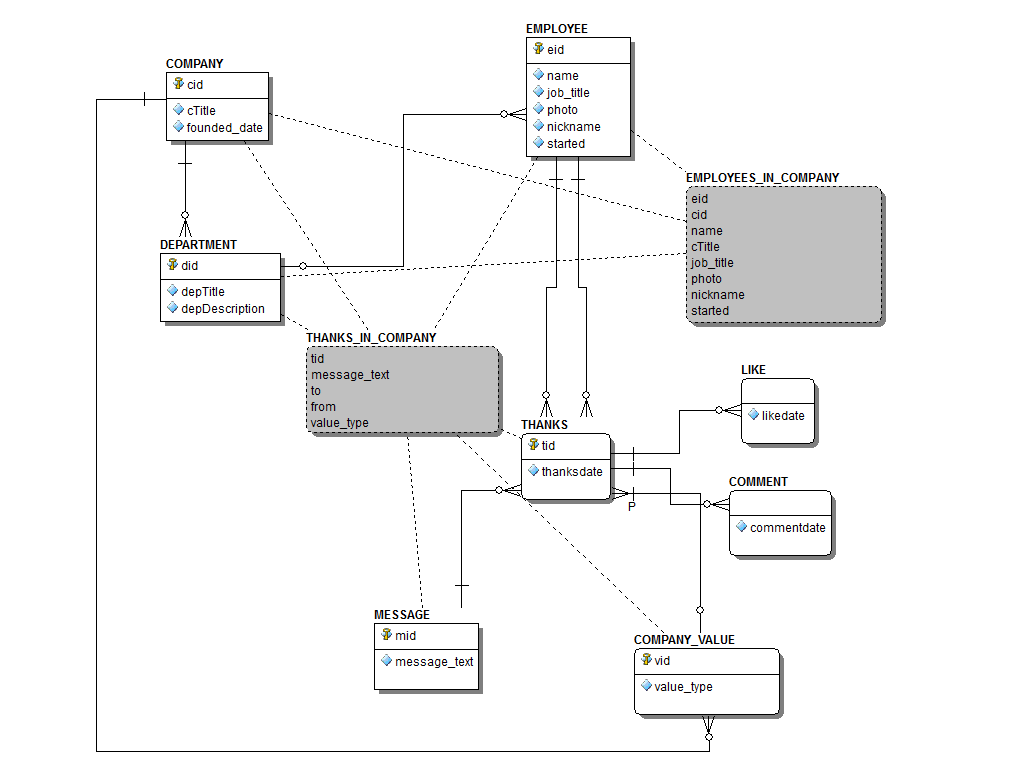 EMPLOYEE
eid
name
job_title
photo
nickname
started
COMPANY
cid
cTitle
founded_date
EMPLOYEES_IN_COMPANY
eid
cid
name
cTitle
job_title
photo
nickname
started
DEPARTMENT
did
depTitle
depDescription
THANKS_IN_COMPANY
tid
message_text
to
from
value_type
LIKE
likedate
THANKS
tid
thanksdate
P
COMMENT
commentdate
MESSAGE
mid
message_text
COMPANY_VALUE
vid
value_type